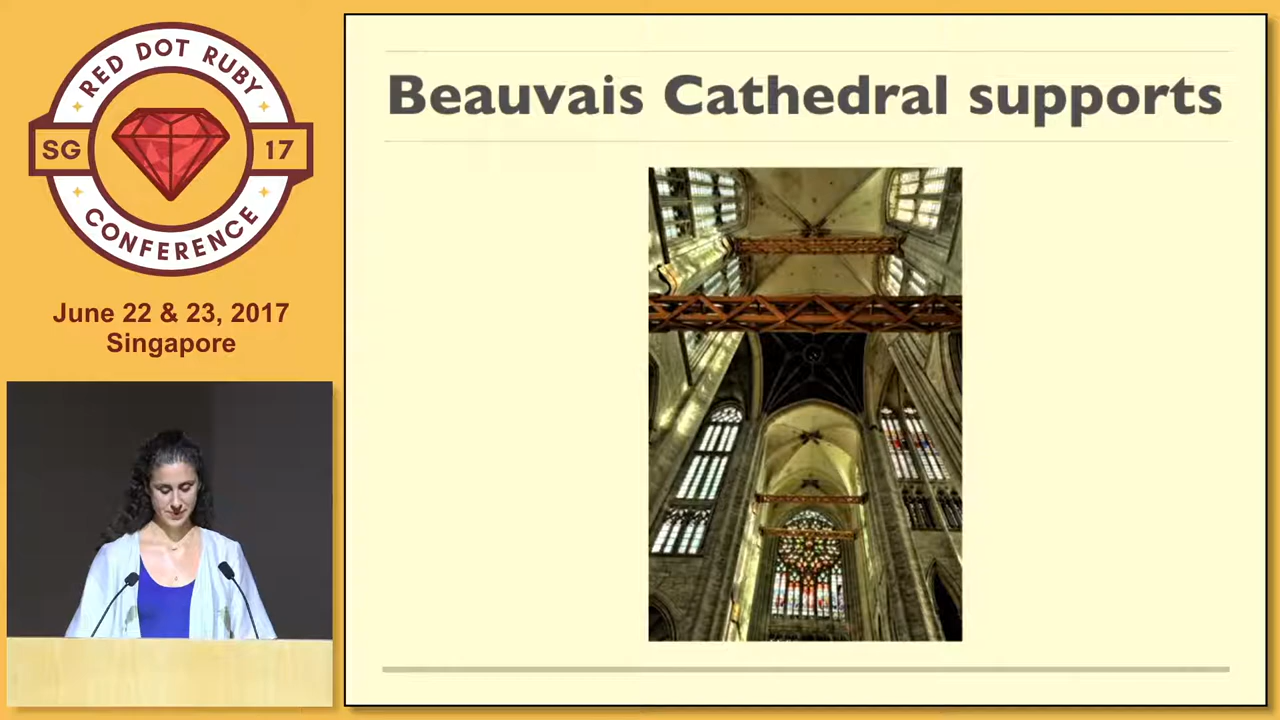 RED DOT RUBY
SG 17
CONFERENCE
June 22 & 23, 2017
Singapore
Beauvais Cathedral supports